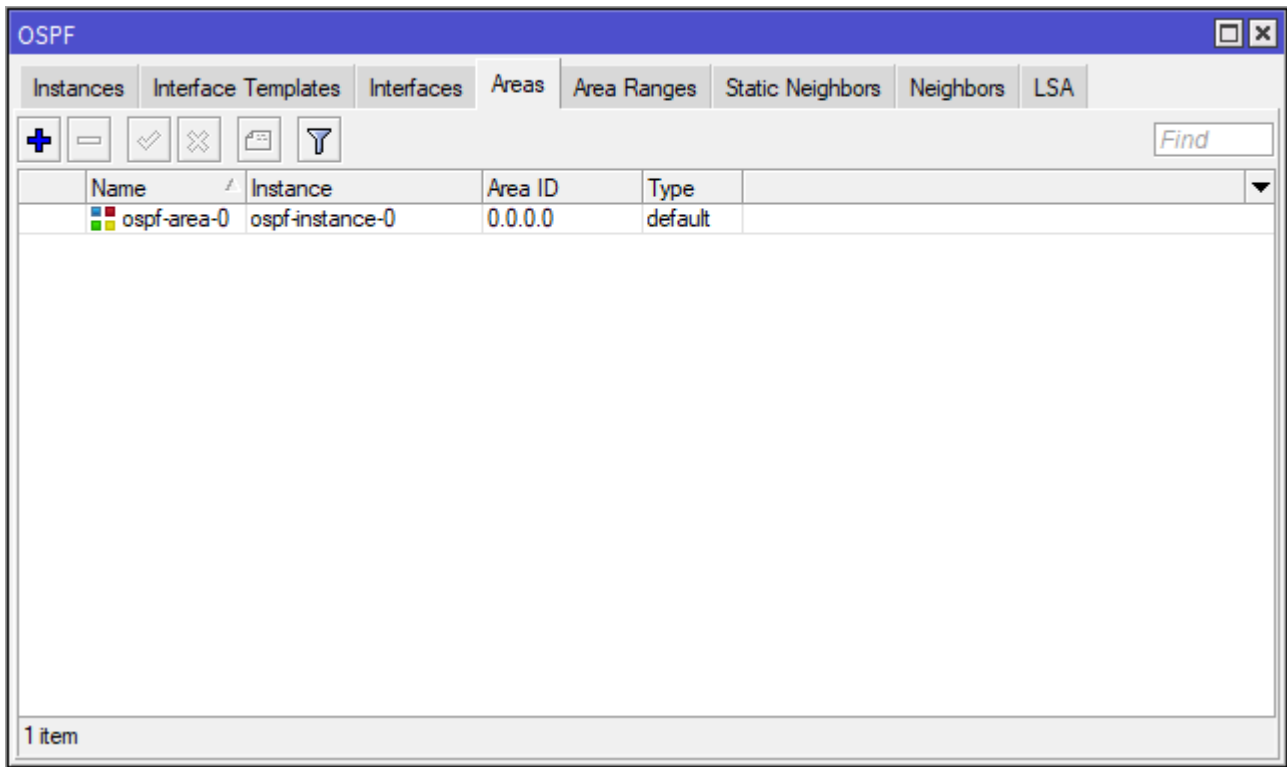 OSPF
Instances Interface Templates Interfaces Areas Area Ranges Static Neighbors Neighbors LSA
Find
Name Instance Area ID Type
ospf-area-0 ospf-instance-0 0.0.0.0 default
1 item